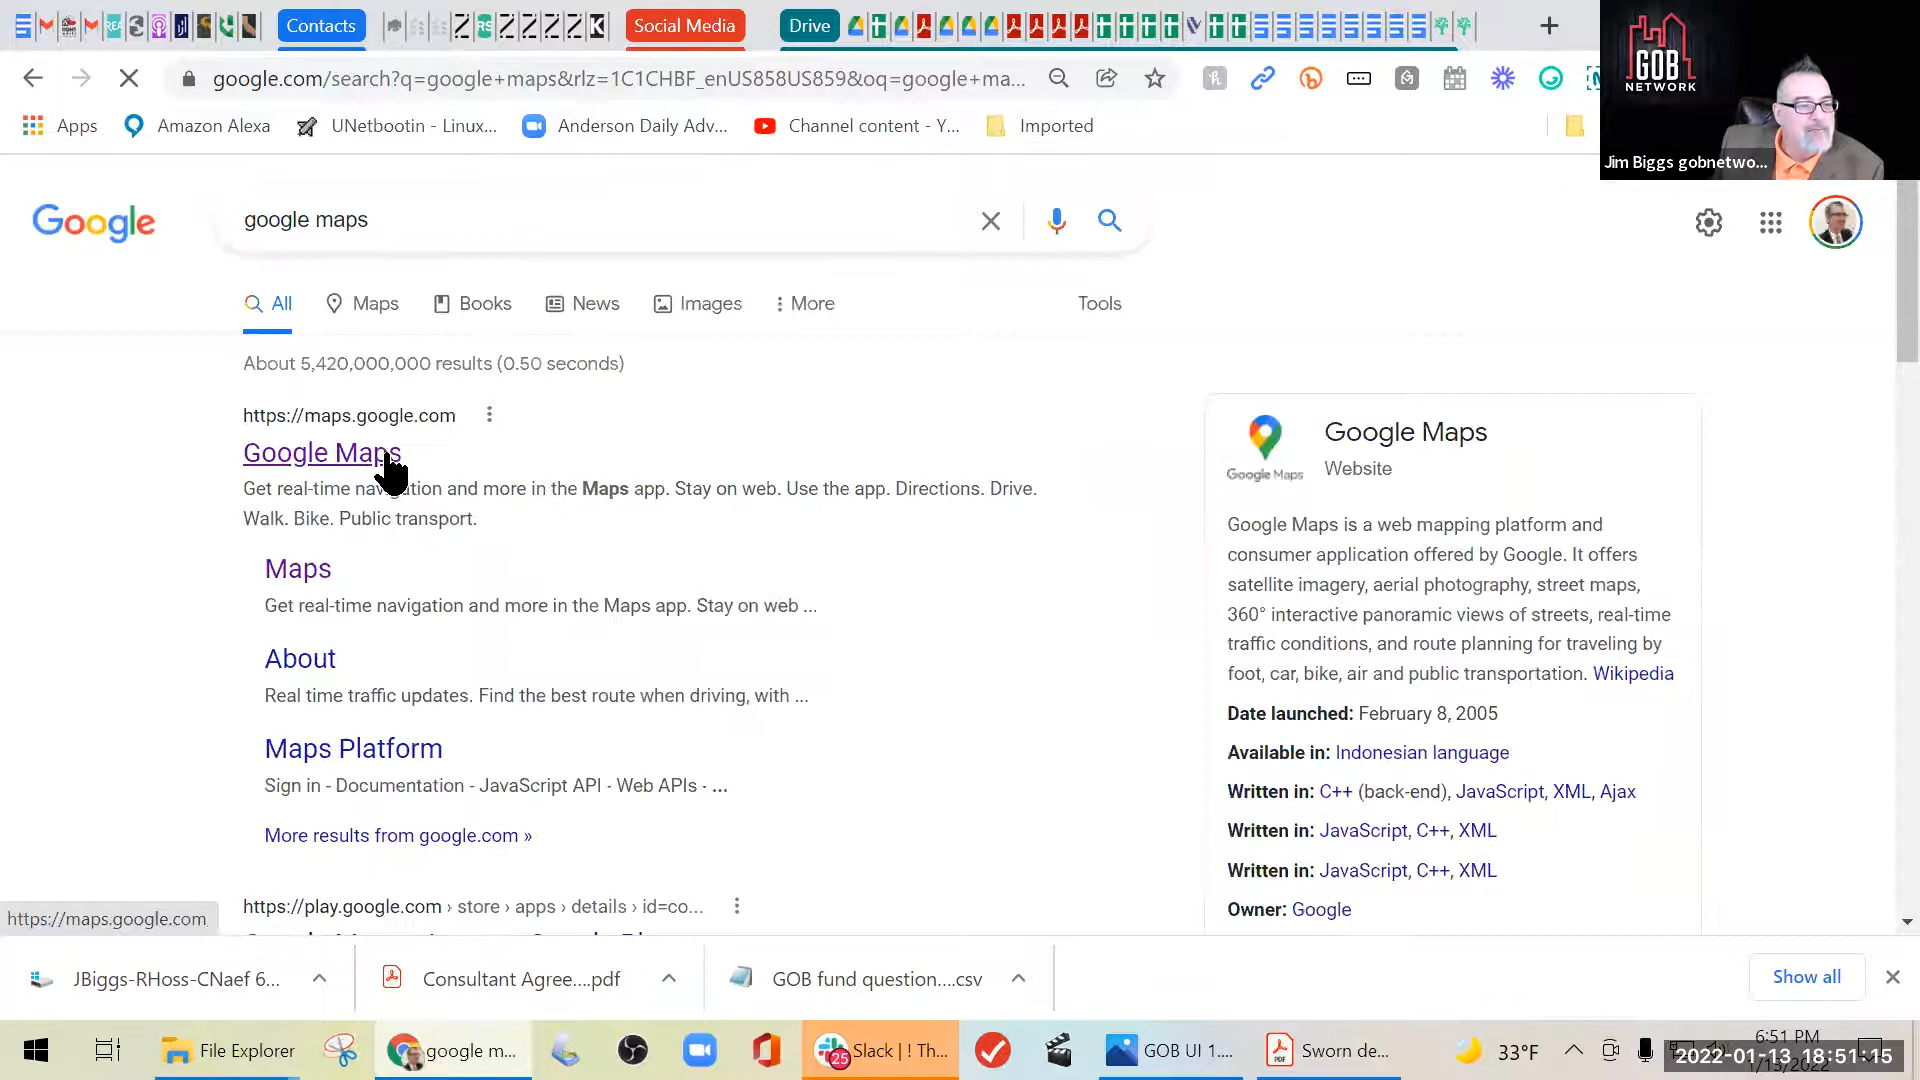 Contacts
Social Media
Drive
google.com/search?q=google+maps&rlz=1C1CHBF_enUS858US859&oq=google+ma...
Apps
Amazon Alexa
UNetbootin - Linux...
Anderson Daily Adv...
Channel content - Y...
Imported
GOB
NETWORK
Jim Biggs gobnetwo...
Google
google maps
All
Maps
Books
News
Images
More
Tools
About 5,420,000,000 results (0.50 seconds)
https://maps.google.com
Google Maps
Get real-time navigation and more in the Maps app. Stay on web. Use the app. Directions. Drive.
Walk. Bike. Public transport.
Maps
Get real-time navigation and more in the Maps app. Stay on web ...
About
Real time traffic updates. Find the best route when driving, with ...
Maps Platform
Sign in - Documentation - JavaScript API - Web APIs - ...
More results from google.com »
https://play.google.com › store › apps › details › id=co...
Google Maps
Google Maps
Website
Google Maps is a web mapping platform and
consumer application offered by Google. It offers
satellite imagery, aerial photography, street maps,
360° interactive panoramic views of streets, real-time
traffic conditions, and route planning for traveling by
foot, car, bike, air and public transportation. Wikipedia
Date launched: February 8, 2005
Available in: Indonesian language
Written in: C++ (back-end), JavaScript, XML, Ajax
Written in: JavaScript, C++, XML
Written in: JavaScript, C++, XML
Owner: Google
https://maps.google.com
JBiggs-RHoss-CNaef 6...
Consultant Agree....pdf
GOB fund question....csv
Show all
File Explorer
google m...
25
Slack | ! Th...
GOB UI 1....
Sworn de...
33°F
6:51 PM
1/13/2022
2022-01-13 18:51:15